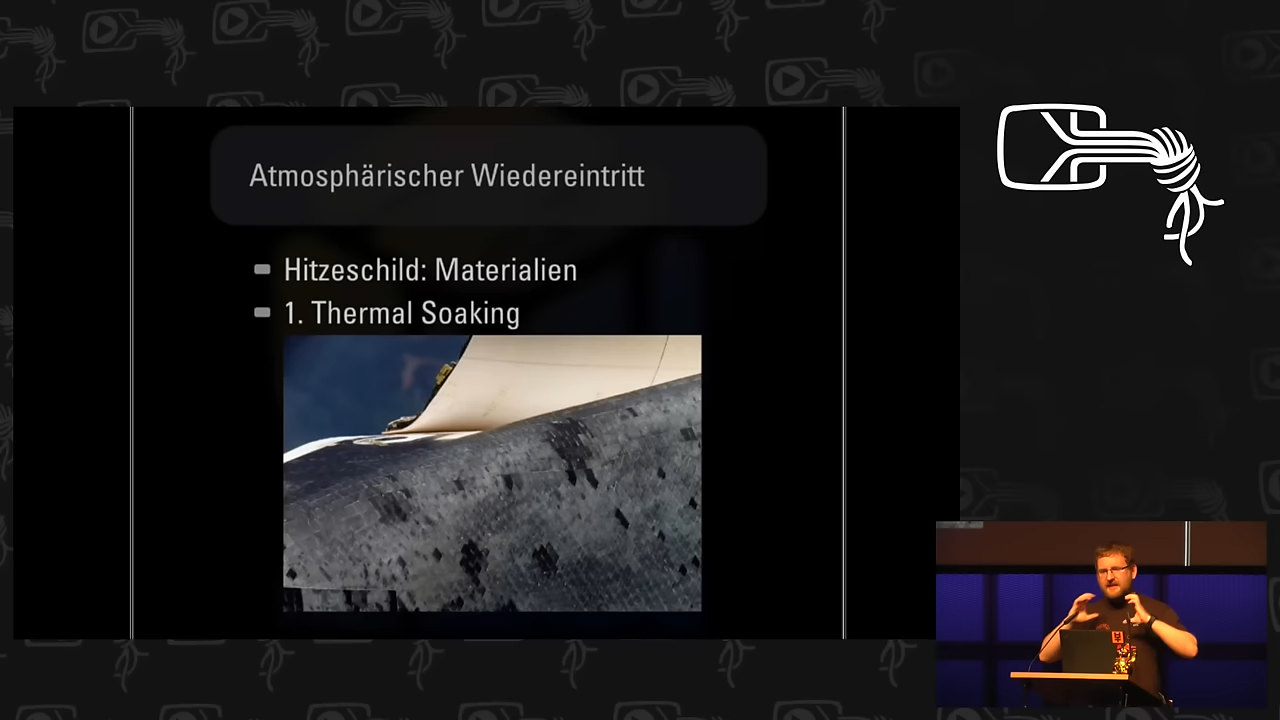 Atmosphärischer Wiedereintritt
Hitzeschild: Materialien
1. Thermal Soaking